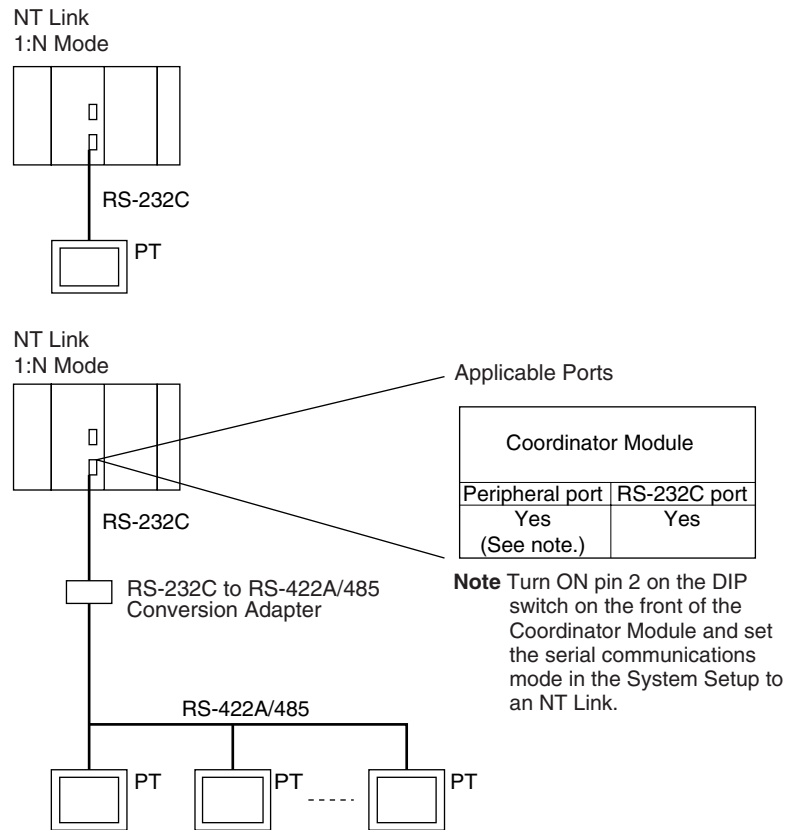 NT Link
1:N Mode
RS-232C
PT
NT Link
1:N Mode
Applicable Ports
Coordinator Module
Peripheral port RS-232C port
Yes Yes
(See note.)
RS-232C
Note Turn ON pin 2 on the DIP
switch on the front of the
Coordinator Module and set
the serial communications
mode in the System Setup to
an NT Link.
RS-232C to RS-422A/485
Conversion Adapter
RS-422A/485
PT PT PT